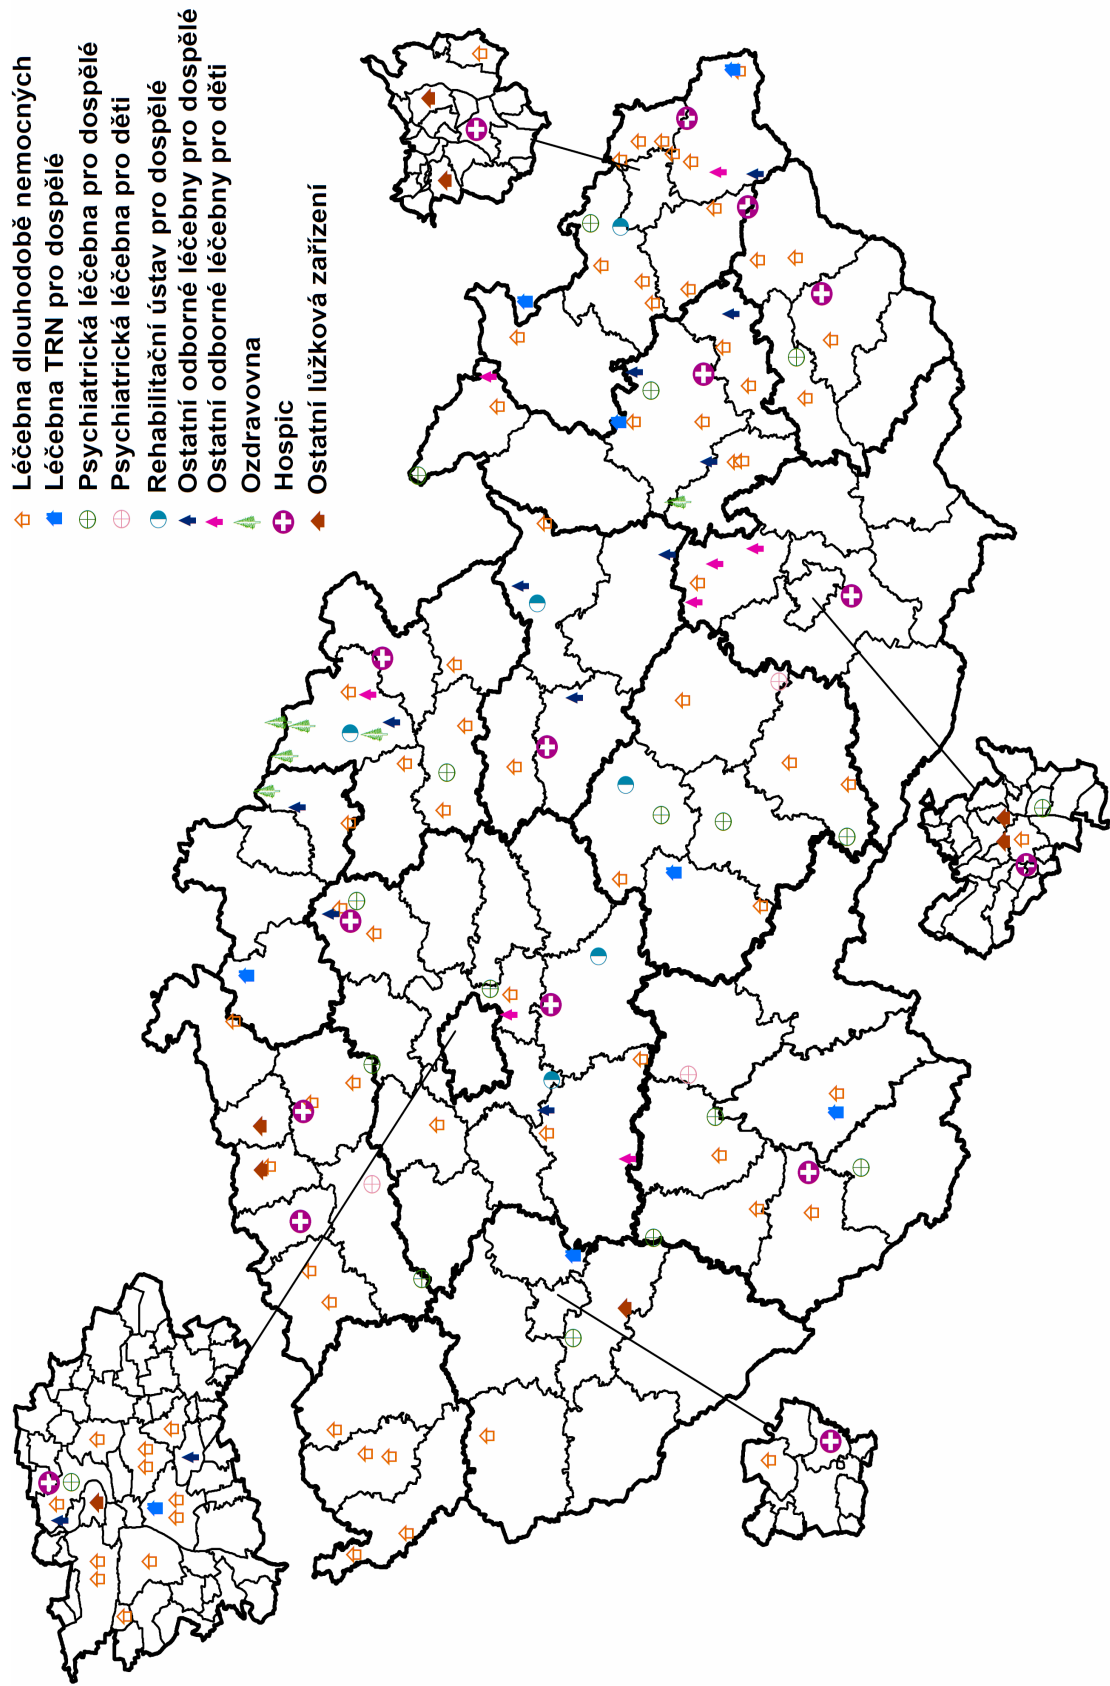 Léčebna dlouhodobě nemocných
Léčebna TRN pro dospělé
Psychiatrická léčebna pro dospělé
Psychiatrická léčebna pro děti
Rehabilitační ústav pro dospělé
Ostatní odborné léčebny pro dospělé
Ostatní odborné léčebny pro děti
Ozdravovna
Hospic
Ostatní lůžková zařízení